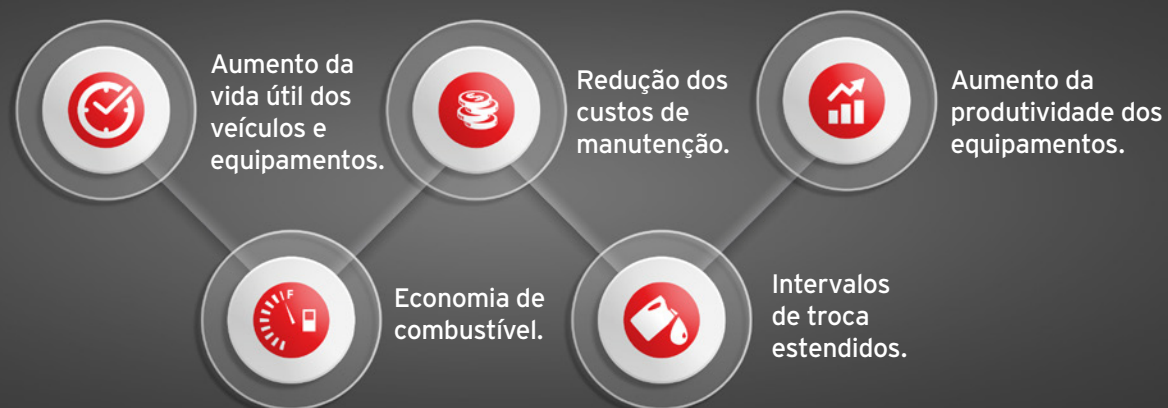 Aumento da
vida útil dos
veículos e
equipamentos.
Economia de
combustível.
Redução dos
custos de
manutenção.
Intervalos
de troca
estendidos.
Aumento da
produtividade dos
equipamentos.
F